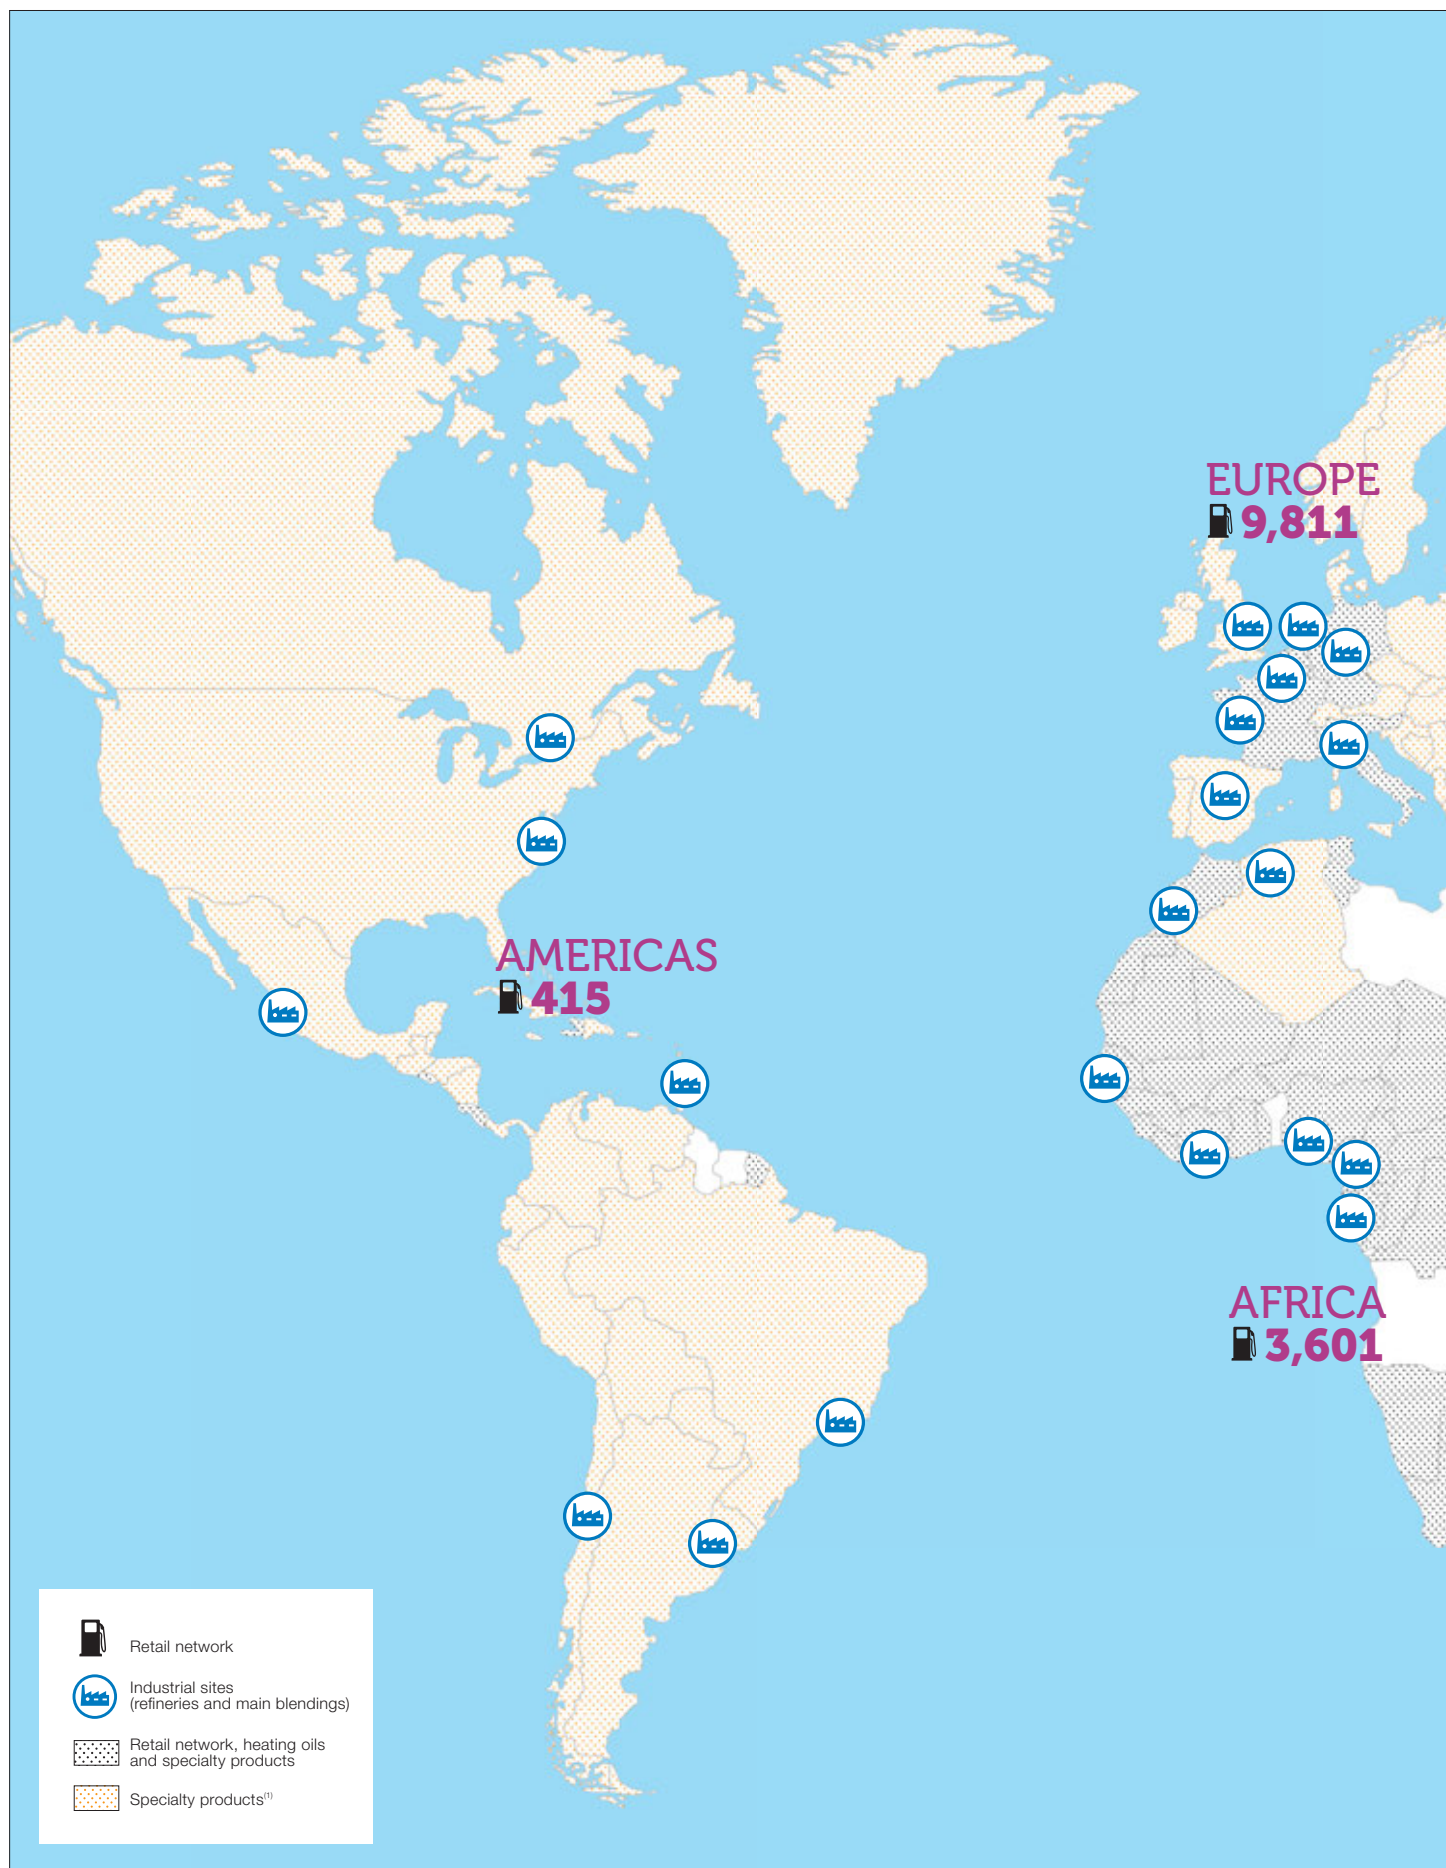 EUROPE
9,811
AMERICAS
415
AFRICA
3,601
Retail network
Industrial sites
(refineries and main blendings)
Retail network, heating oils
and specialty products
Specialty products(1)